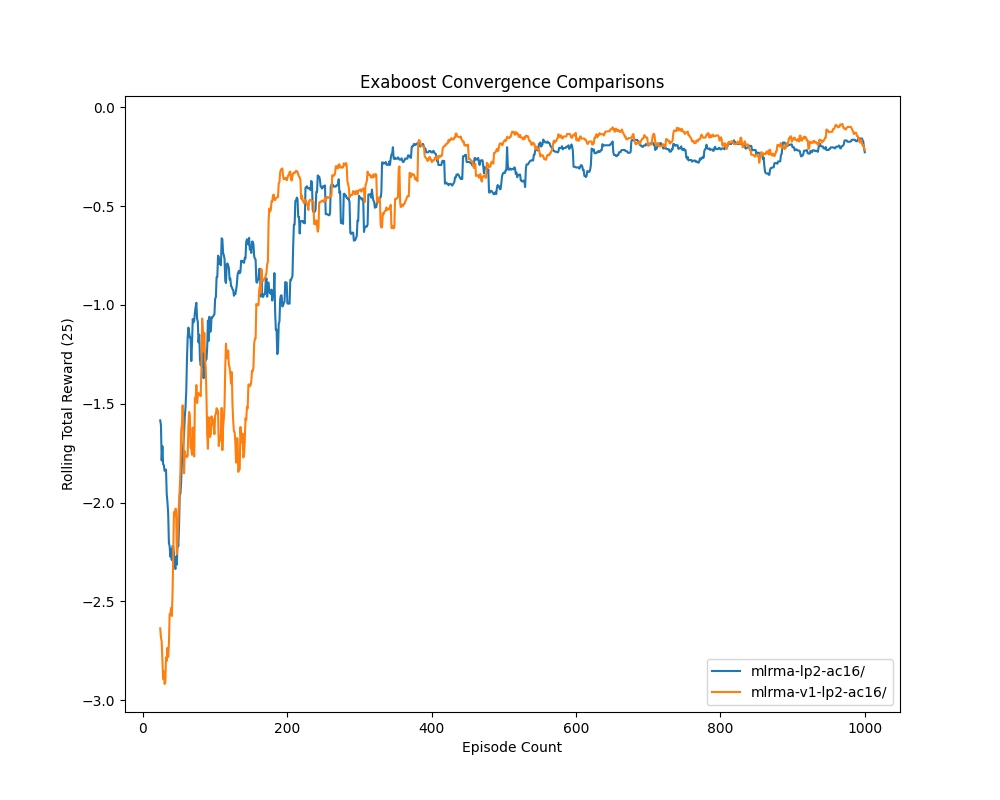 Exaboost Convergence Comparisons
Rolling Total Reward (25)
0.0
−0.5
−1.0
−1.5
−2.0
−2.5
−3.0
0 200 400 600 800 1000
Episode Count
mlrma-lp2-ac16/
mlrma-v1-lp2-ac16/